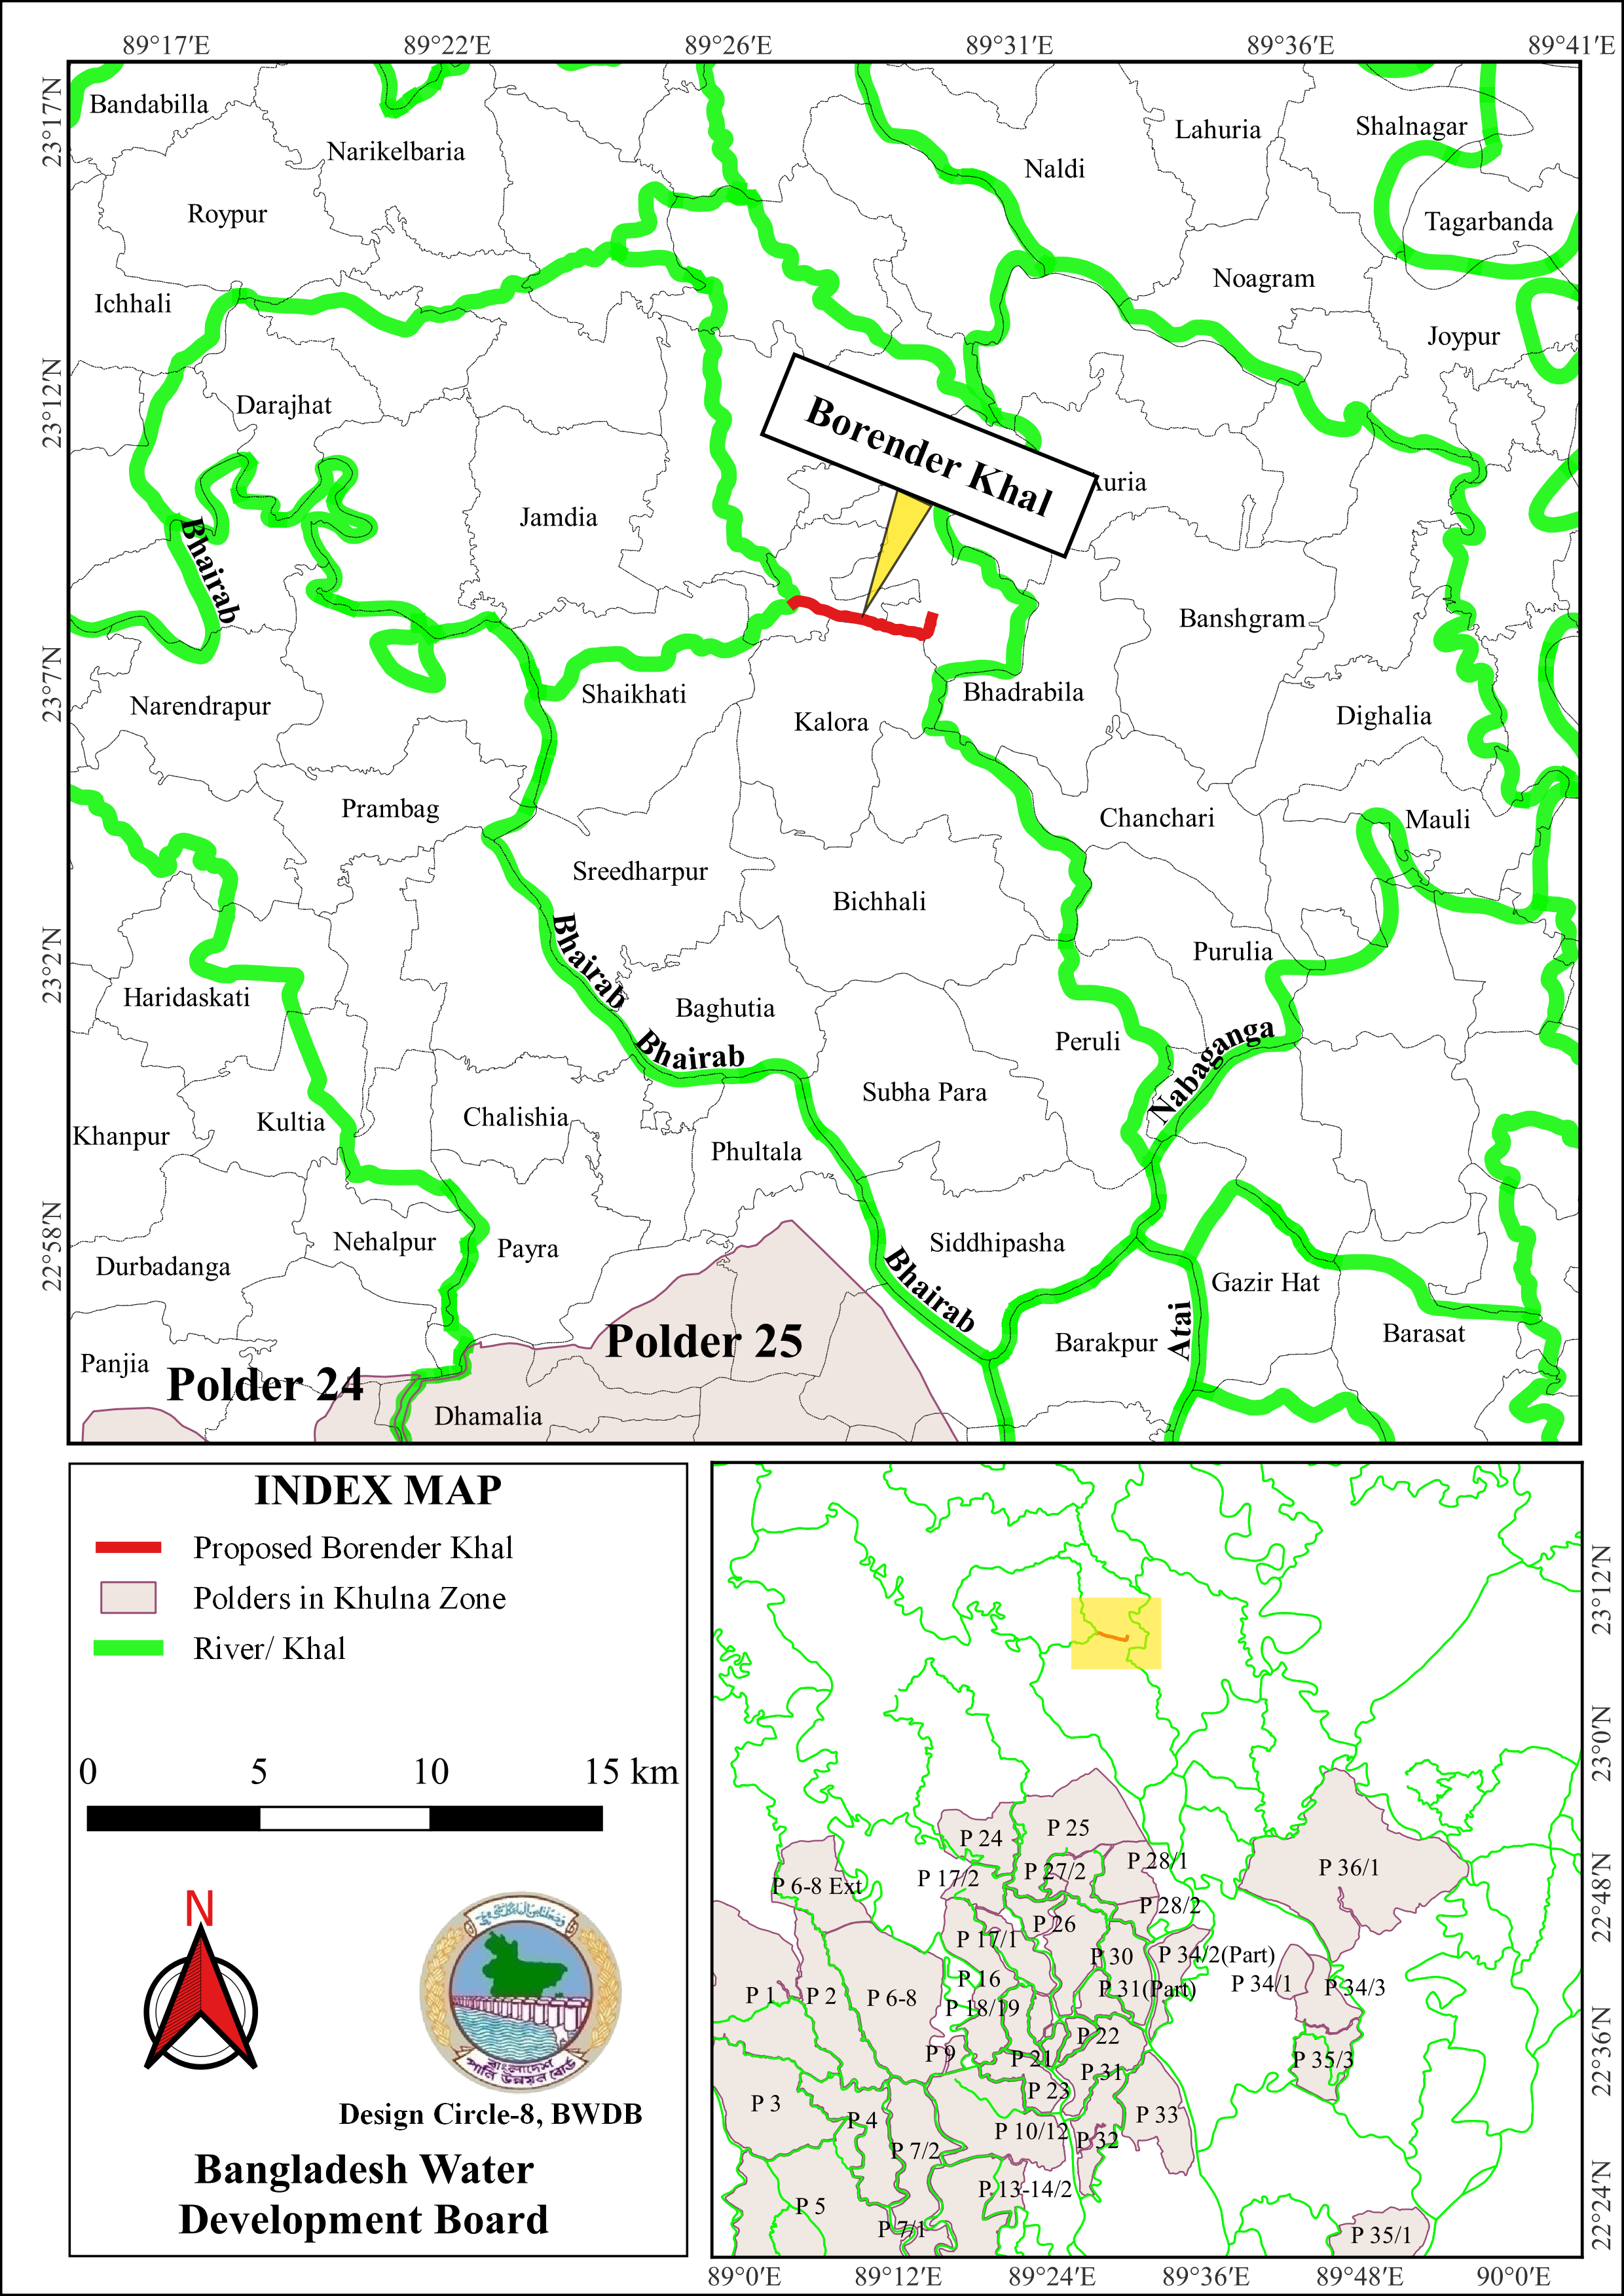 89°17′E 89°22′E 89°26′E 89°31′E 89°36′E 89°41′E
23°17′N
23°12′N
23°7′N
23°2′N
22°58′N
Bandabilla
Narikelbaria
Lahuria
Shalnagar
Naldi
Roypur
Tagarbanda
Ichhali
Noagram
Joypur
Darajhat
Borender Khal
uria
Jamdia
Bhairab
Banshgram
Narendrapur
Shaikhati
Kalora
Bhadrabila
Dighalia
Prambag
Chanchari
Mauli
Sreedharpur
Bichhali
Bhairab
Purulia
Haridaskati
Baghutia
Bhairab
Peruli
Nabaganga
Subha Para
Khanpur
Kultia
Chalishia
Phultala
Durbadanga
Nehalpur
Payra
Siddhipasha
Bhairab
Gazir Hat
Atai
Barakpur
Barasat
Panjia
Polder 24
Polder 25
Dhamalia
INDEX MAP
Proposed Borender Khal
Polders in Khulna Zone
River/ Khal
0 5 10 15 km
N
বাংলাদেশ
পানি উন্নয়ন বোর্ড
Design Circle-8, BWDB
Bangladesh Water
Development Board
P 24
P 25
P 17/2
P 27/2
P 28/1
P 36/1
P 6-8 Ext
P 28/2
P 26
P 17/1
P 30
P 34/2(Part)
P 16
P 31(Part)
P 34/1
P 34/3
P 1
P 2
P 6-8
P 18/19
P 22
P 9
P 21
P 31
P 35/3
P 23
P 3
P 4
P 10/12
P 33
P 32
P 7/2
P 13-14/2
P 5
P 7/1
P 35/1
23°12′N
23°0′N
22°48′N
22°36′N
22°24′N
89°0′E 89°12′E 89°24′E 89°36′E 89°48′E 90°0′E